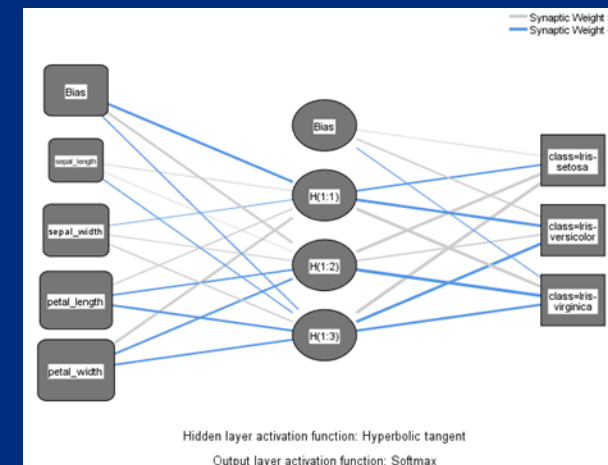 Synaptic Weight
Synaptic Weight
Bias
sepal_length
sepal_width
petal_length
petal_width
Bias
H(1:1)
H(1:2)
H(1:3)
class=Iris-
setosa
class=Iris-
versicolor
class=Iris-
virginica
Hidden layer activation function: Hyperbolic tangent
Output layer activation function: Softmax